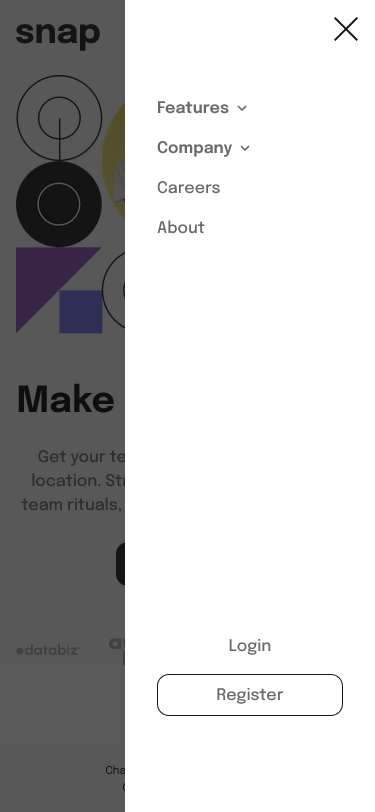 snap
Features
Company
Careers
About
Make
Get your te
location. Str
team rituals,
Login
databiz
Register
Cha